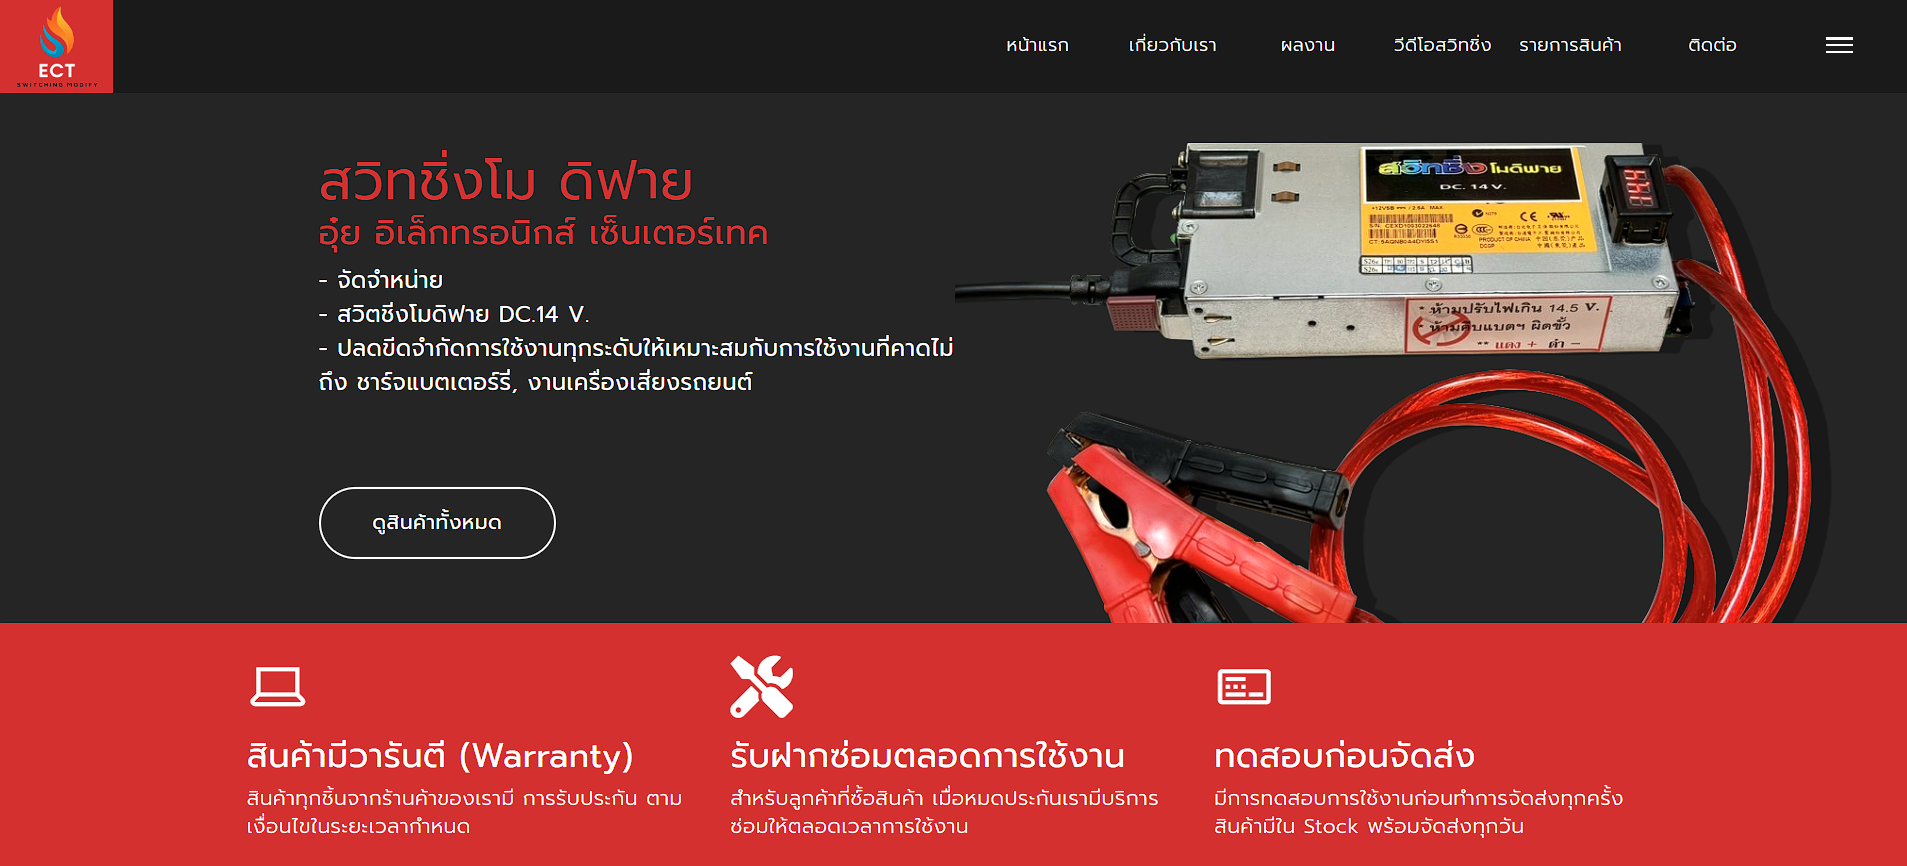 ECT
SWITCHING MODIFY
หน้าแรก
เกี่ยวกับเรา
ผลงาน
วีดีโอสวิทชิ่ง
รายการสินค้า
ติดต่อ
สวิทชิ่งโม ดิฟาย
อุ๋ย อิเล็กทรอนิกส์ เซ็นเตอร์เทค
- จัดจำหน่าย
- สวิตชิ่งโมดิฟาย DC.14 V.
- ปลดขีดจำกัดการใช้งานทุกระดับให้เหมาะสมกับการใช้งานที่คาดไม่
ถึง ชาร์จแบตเตอร์รี่, งานเครื่องเสี่ยงรถยนต์
ดูสินค้าทั้งหมด
สวิทชิ่ง โมดิฟาย
DC. 14 V.
+12VSB 2.5A MAX
PRODUCT OF CHINA
* ห้ามปรับไฟเกิน 14.5 V.
* ห้ามคีบแบตฯ ผิดขั้ว
** แดง + ดำ -
สินค้ามีวารันตี (Warranty)
สินค้าทุกชิ้นจากร้านค้าของเรามี การรับประกัน ตาม
เงื่อนไขในระยะเวลากำหนด
รับฝากซ่อมตลอดการใช้งาน
สำหรับลูกค้าที่ซื้อสินค้า เมื่อหมดประกันเรามีบริการ
ซ่อมให้ตลอดเวลาการใช้งาน
ทดสอบก่อนจัดส่ง
มีการทดสอบการใช้งานก่อนทำการจัดส่งทุกครั้ง
สินค้ามีใน Stock พร้อมจัดส่งทุกวัน